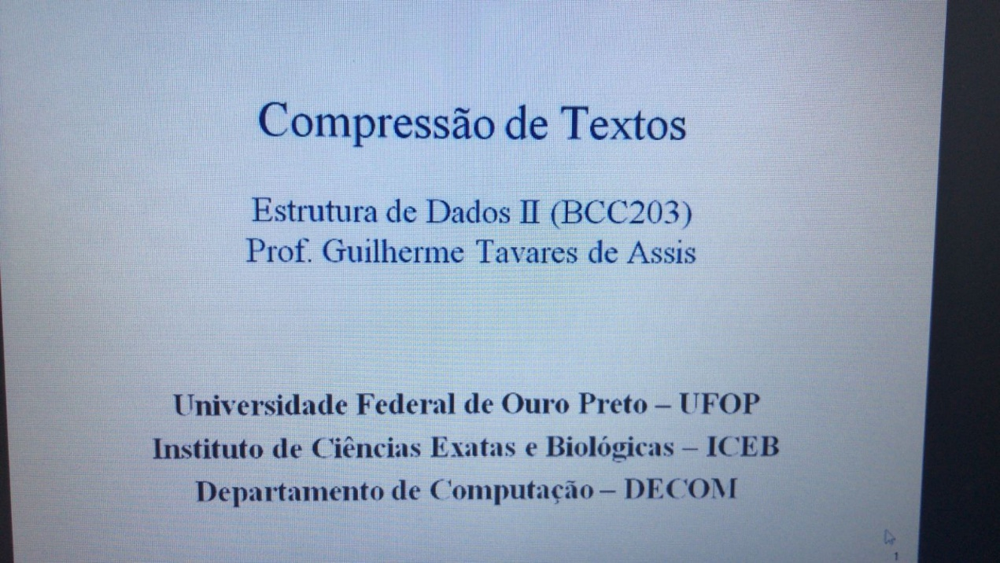 Compressão de Textos
Estrutura de Dados II (BCC203)
Prof. Guilherme Tavares de Assis
Universidade Federal de Ouro Preto – UFOP
Instituto de Ciências Exatas e Biológicas – ICEB
Departamento de Computação – DECOM
1